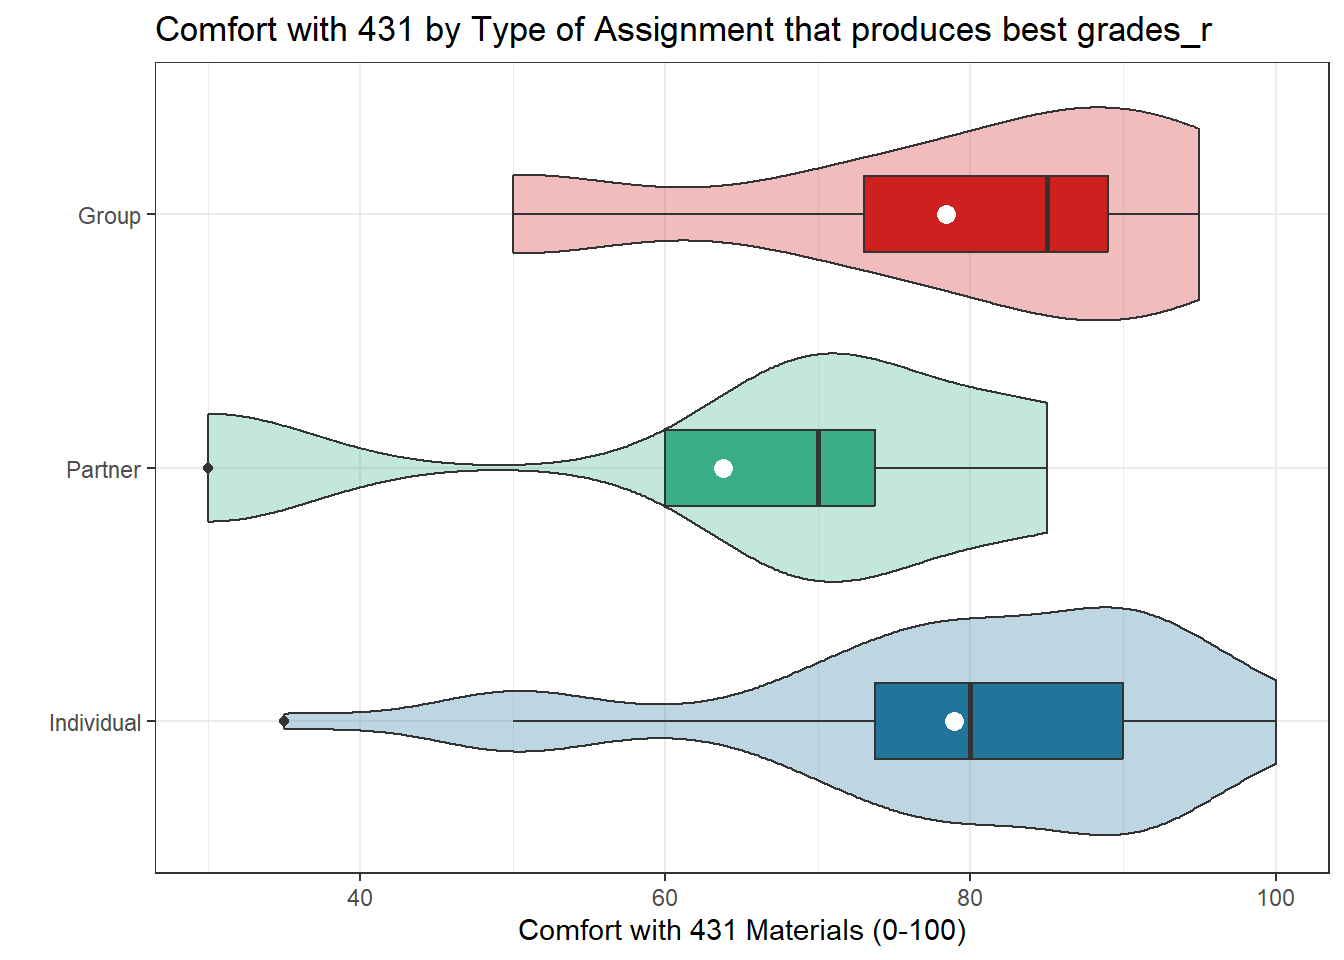 Comfort with 431 by Type of Assignment that produces best grades_r
Group
Partner
Individual
40 60 80 100
Comfort with 431 Materials (0-100)